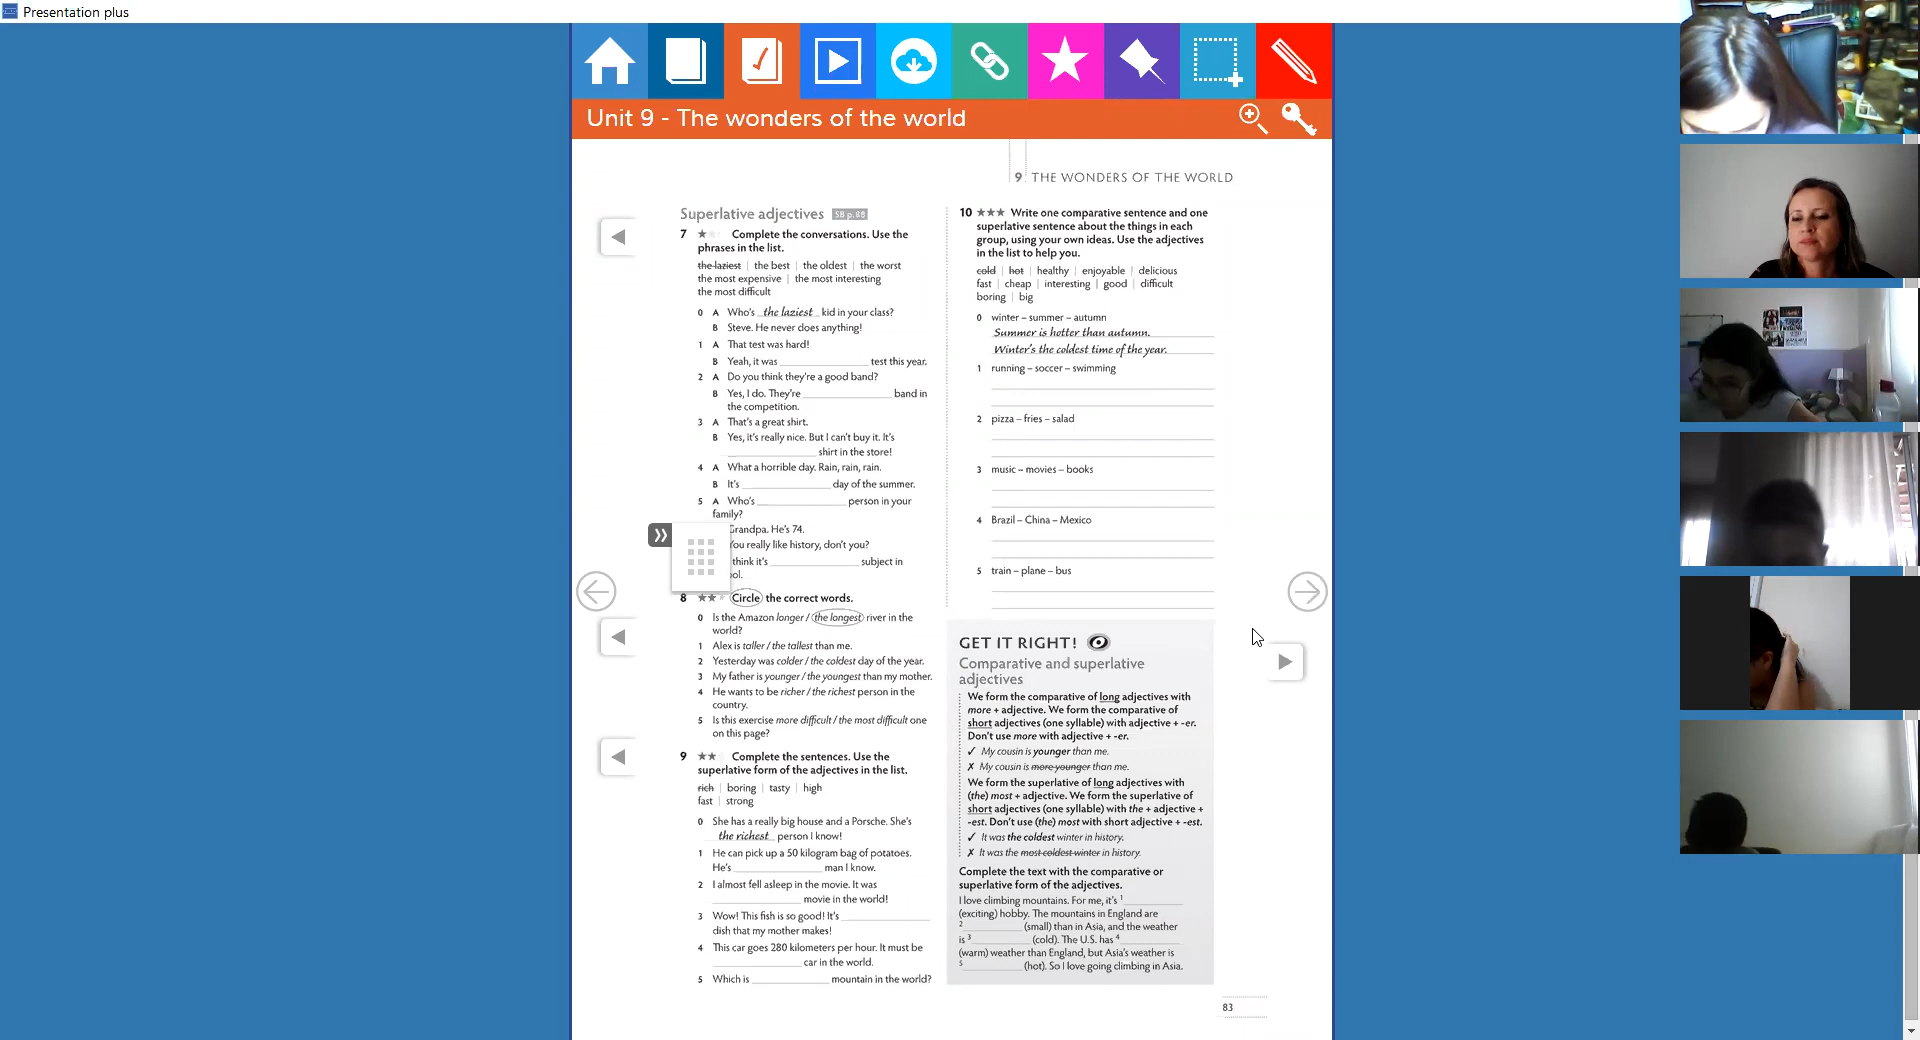 Presentation plus
Unit 9 - The wonders of the world
9 THE WONDERS OF THE WORLD
Superlative adjectives SB p.86
7 ★ Complete the conversations. Use the
phrases in the list.
the laziest | the best | the oldest | the worst
the most expensive | the most interesting
the most difficult
0 A Who's the laziest kid in your class?
B Steve. He never does anything!
1 A That test was hard!
B Yeah, it was ____ test this year.
2 A Do you think they're a good band?
B Yes, I do. They're ____ band in
the competition.
3 A That's a great shirt.
B Yes, it's really nice. But I can't buy it. It's
____ shirt in the store!
4 A What a horrible day. Rain, rain, rain.
B It's ____ day of the summer.
5 A Who's ____ person in your
family?
Grandpa. He's 74.
You really like history, don't you?
think it's ____ subject in
ol.
8 ★★ Circle the correct words.
0 Is the Amazon longer / the longest river in the
world?
1 Alex is taller / the tallest than me.
2 Yesterday was colder / the coldest day of the year.
3 My father is younger / the youngest than my mother.
4 He wants to be richer / the richest person in the
country.
5 Is this exercise more difficult / the most difficult one
on this page?
9 ★★ Complete the sentences. Use the
superlative form of the adjectives in the list.
rich | boring | tasty | high
fast | strong
0 She has a really big house and a Porsche. She's
the richest person I know!
1 He can pick up a 50 kilogram bag of potatoes.
He's ____ man I know.
2 I almost fell asleep in the movie. It was
____ movie in the world!
3 Wow! This fish is so good! It's ____
dish that my mother makes!
4 This car goes 280 kilometers per hour. It must be
____ car in the world.
5 Which is ____ mountain in the world?
10 ★★★ Write one comparative sentence and one
superlative sentence about the things in each
group, using your own ideas. Use the adjectives
in the list to help you.
cold | hot | healthy | enjoyable | delicious
fast | cheap | interesting | good | difficult
boring | big
0 winter – summer – autumn
Summer is hotter than autumn.
Winter's the coldest time of the year.
1 running – soccer – swimming
2 pizza – fries – salad
3 music – movies – books
4 Brazil – China – Mexico
5 train – plane – bus
GET IT RIGHT!
Comparative and superlative
adjectives
We form the comparative of long adjectives with
more + adjective. We form the comparative of
short adjectives (one syllable) with adjective + -er.
Don't use more with adjective + -er.
✓ My cousin is younger than me.
✗ My cousin is more younger than me.
We form the superlative of long adjectives with
(the) most + adjective. We form the superlative of
short adjectives (one syllable) with the + adjective +
-est. Don't use (the) most with short adjective + -est.
✓ It was the coldest winter in history.
✗ It was the most coldest winter in history.
Complete the text with the comparative or
superlative form of the adjectives.
I love climbing mountains. For me, it's 1 ____
(exciting) hobby. The mountains in England are
2 ____ (small) than in Asia, and the weather
is 3 ____ (cold). The U.S. has 4 ____
(warm) weather than England, but Asia's weather is
5 ____ (hot). So I love going climbing in Asia.
83